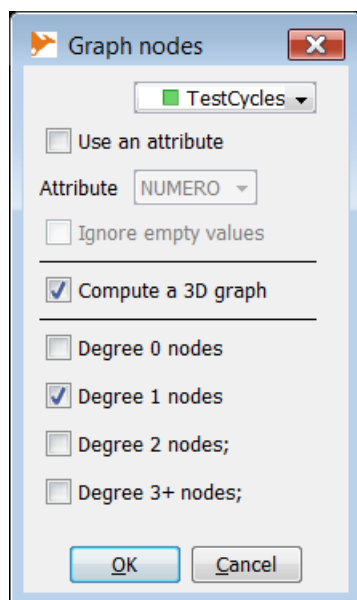 Graph nodes
TestCycles
Use an attribute
Attribute NUMERO
Ignore empty values
Compute a 3D graph
Degree 0 nodes
Degree 1 nodes
Degree 2 nodes;
Degree 3+ nodes;
OK Cancel